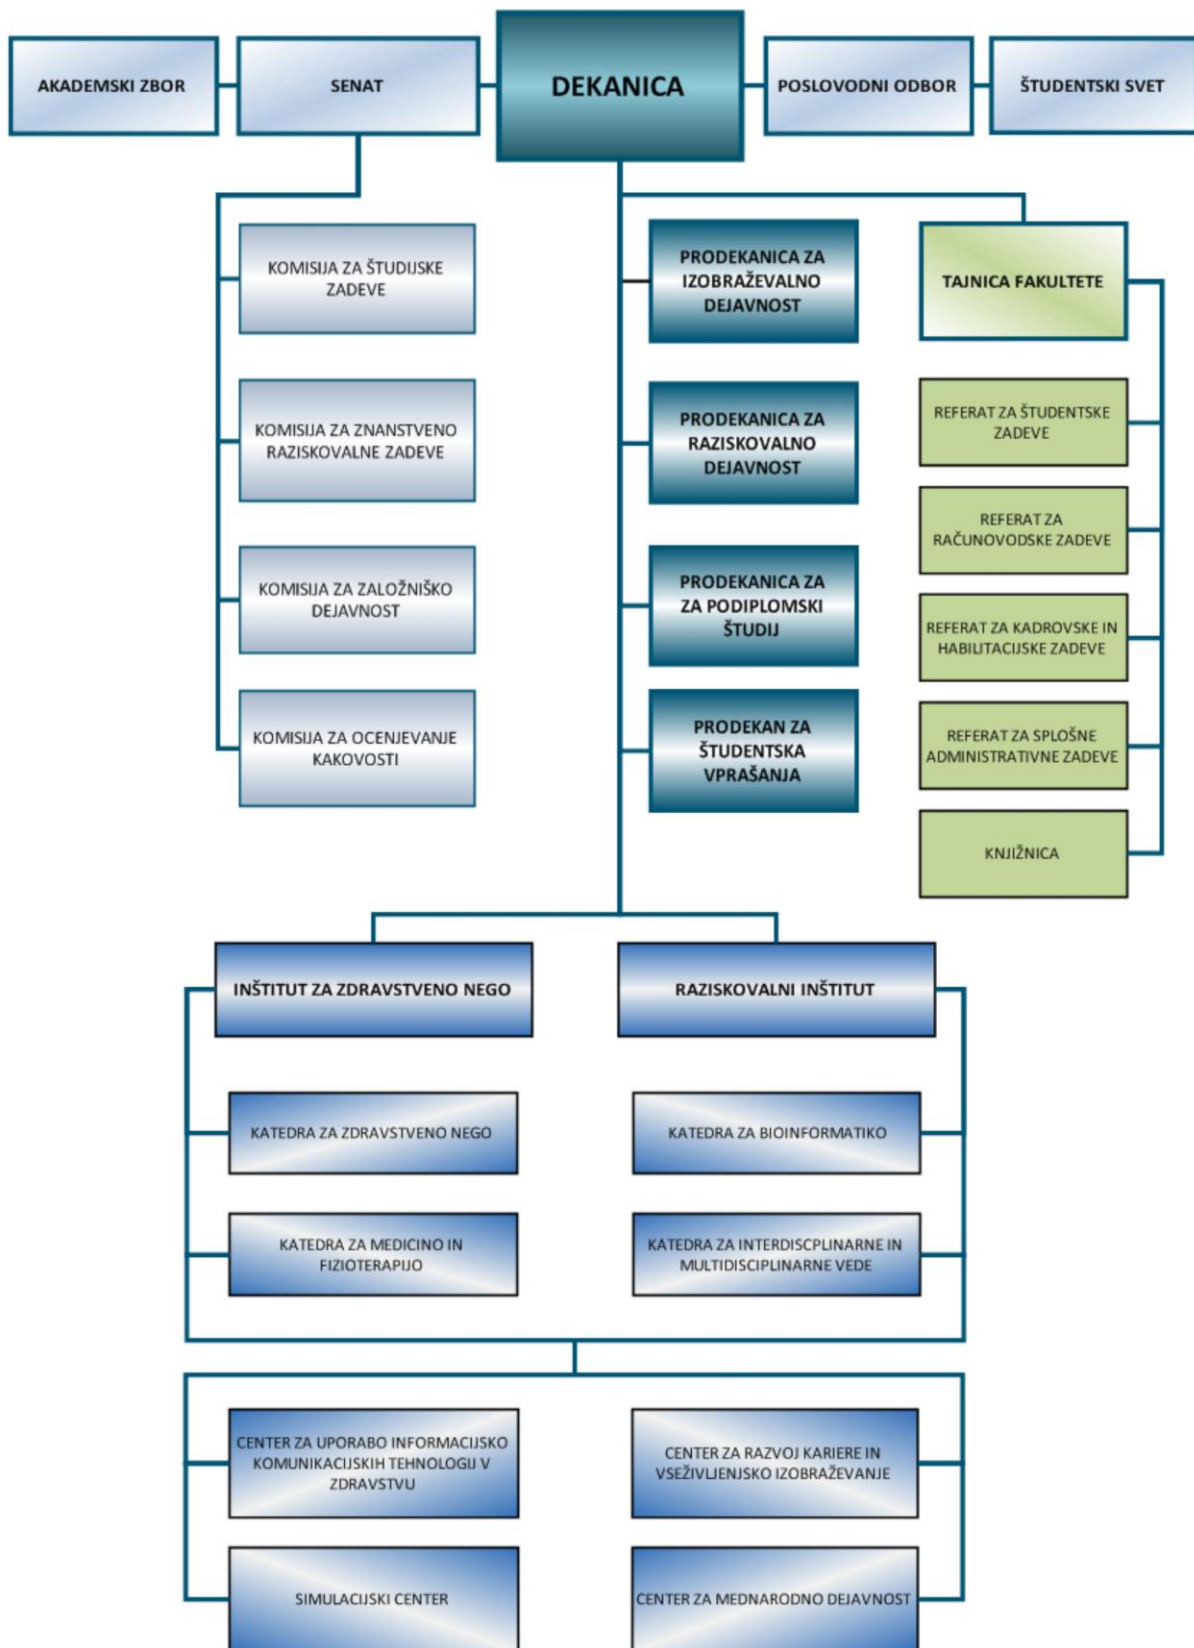 AKADEMSKI ZBOR
SENAT
DEKANICA
POSLOVODNI ODBOR
ŠTUDENTSKI SVET
KOMISIJA ZA ŠTUDIJSKE
ZADEVE
KOMISIJA ZA ZNANSTVENO
RAZISKOVALNE ZADEVE
KOMISIJA ZA ZALOŽNIŠKO
DEJAVNOST
KOMISIJA ZA OCENJEVANJE
KAKOVOSTI
PRODEKANICA ZA
IZOBRAŽEVALNO
DEJAVNOST
PRODEKANICA ZA
RAZISKOVALNO
DEJAVNOST
PRODEKANICA ZA
ZA PODIPLOMSKI
ŠTUDIJ
PRODEKAN ZA
ŠTUDENTSKA
VPRAŠANJA
TAJNICA FAKULTETE
REFERAT ZA ŠTUDENTSKE
ZADEVE
REFERAT ZA
RAČUNOVODSKE ZADEVE
REFERAT ZA KADROVSKE IN
HABILITACIJSKE ZADEVE
REFERAT ZA SPLOŠNE
ADMINISTRATIVNE ZADEVE
KNJIŽNICA
INŠTITUT ZA ZDRAVSTVENO NEGO
RAZISKOVALNI INŠTITUT
KATEDRA ZA ZDRAVSTVENO NEGO
KATEDRA ZA BIOINFORMATIKO
KATEDRA ZA MEDICINO IN
FIZIOTERAPIJO
KATEDRA ZA INTERDISCPLINARNE IN
MULTIDISCIPLINARNE VEDE
CENTER ZA UPORABO INFORMACIJSKO
KOMUNIKACIJSKIH TEHNOLOGIJ V
ZDRAVSTVU
CENTER ZA RAZVOJ KARIERE IN
VSEŽIVLJENJSKO IZOBRAŽEVANJE
SIMULACIJSKI CENTER
CENTER ZA MEDNARODNO DEJAVNOST